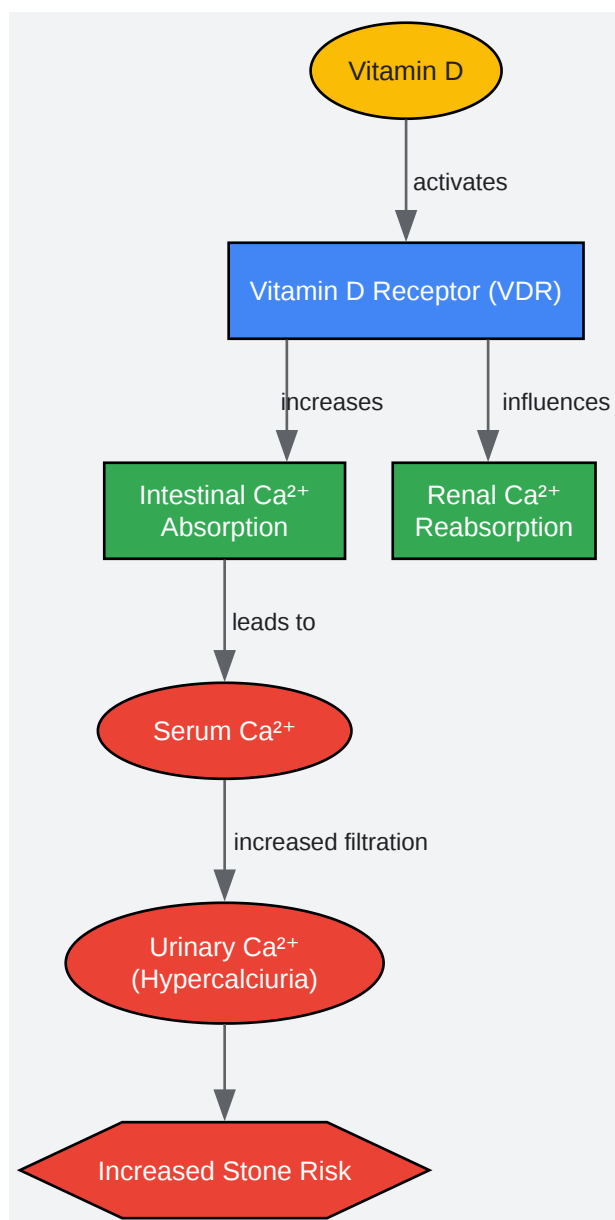 Vitamin D
activates
Vitamin D Receptor (VDR)
increases
influences
Intestinal Ca²⁺
Absorption
Renal Ca²⁺
Reabsorption
leads to
Serum Ca²⁺
increased filtration
Urinary Ca²⁺
(Hypercalciuria)
Increased Stone Risk